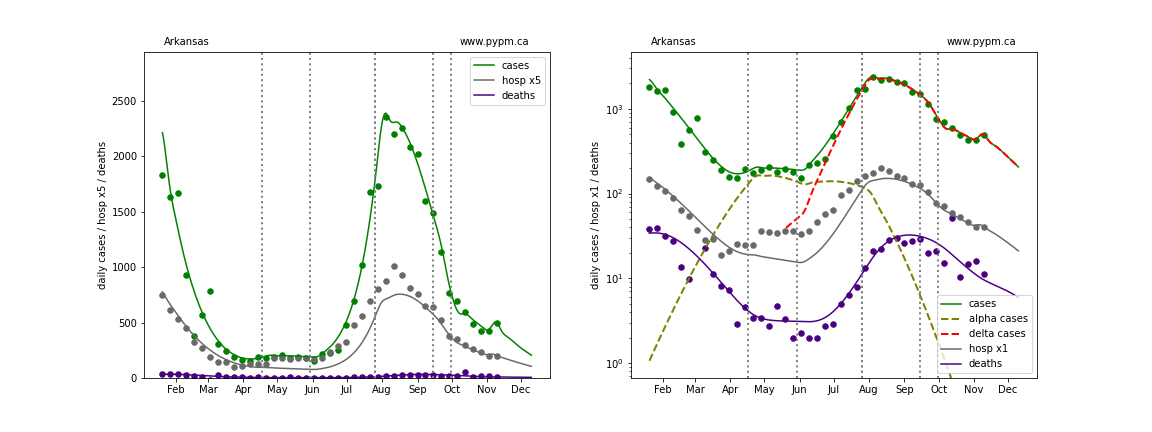 Arkansas www.pypm.ca
cases
hosp x5
deaths
daily cases / hosp x5 / deaths
2500
2000
1500
1000
500
0
Feb Mar Apr May Jun Jul Aug Sep Oct Nov Dec
Arkansas www.pypm.ca
daily cases / hosp x1 / deaths
10³
10²
10¹
10⁰
cases
alpha cases
delta cases
hosp x1
deaths
Feb Mar Apr May Jun Jul Aug Sep Oct Nov Dec